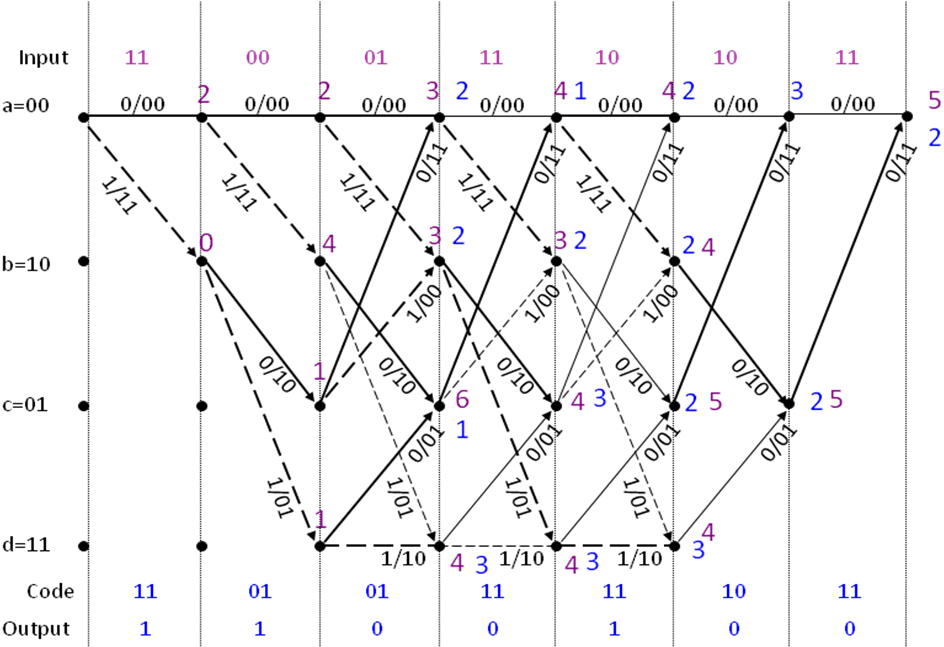 Input 11 00 01 11 10 10 11
a=00 2 2 3 2 4 1 4 2 3 5
0/00 0/00 0/00 0/00 0/00 0/00 0/00
2
0/11 0/11 0/11 0/11 0/11
1/11 1/11 1/11 1/11 1/11
b=10 0 4 3 2 3 2 2 4
1/00 1/00 1/00
0/10 0/10 0/10 0/10 0/10
1
c=01 6 4 3 2 5 2 5
1
0/01 0/01 0/01 0/01
1/01 1/01 1/01 1/01
1
d=11 4 3 4 3 3 4
1/10 1/10 1/10
Code 11 01 01 11 11 10 11
Output 1 1 0 0 1 0 0